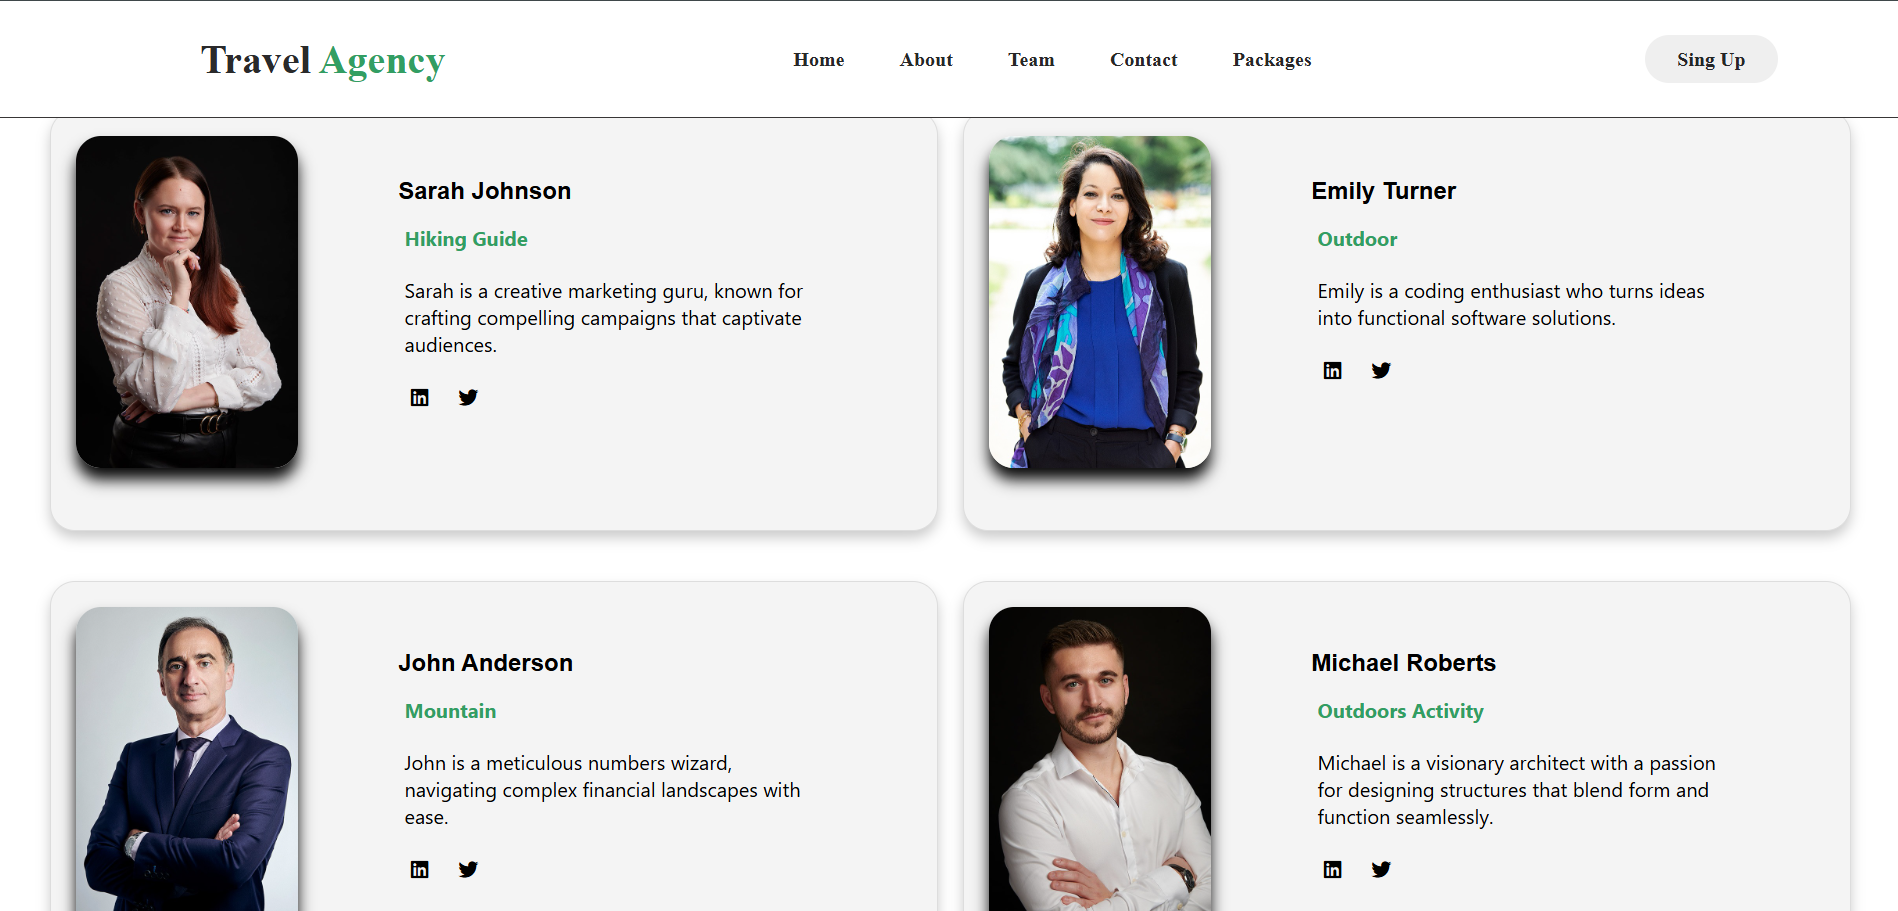 Travel Agency
Home About Team Contact Packages
Sing Up
Sarah Johnson
Hiking Guide
Sarah is a creative marketing guru, known for
crafting compelling campaigns that captivate
audiences.
Emily Turner
Outdoor
Emily is a coding enthusiast who turns ideas
into functional software solutions.
John Anderson
Mountain
John is a meticulous numbers wizard,
navigating complex financial landscapes with
ease.
Michael Roberts
Outdoors Activity
Michael is a visionary architect with a passion
for designing structures that blend form and
function seamlessly.